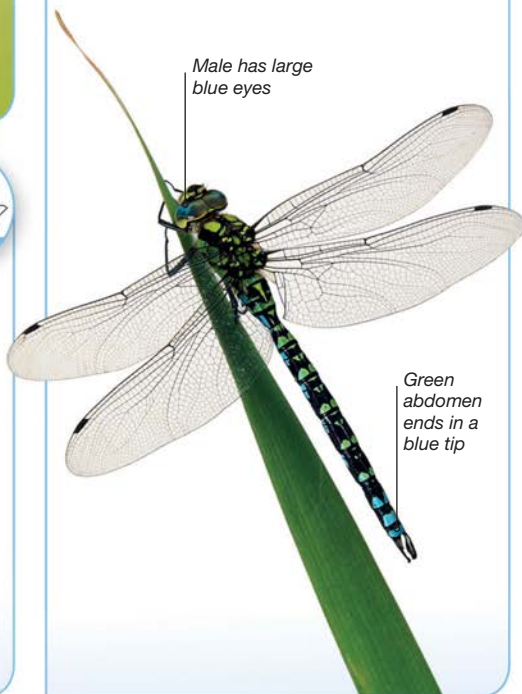 Male has large
blue eyes
Green
abdomen
ends in a
blue tip